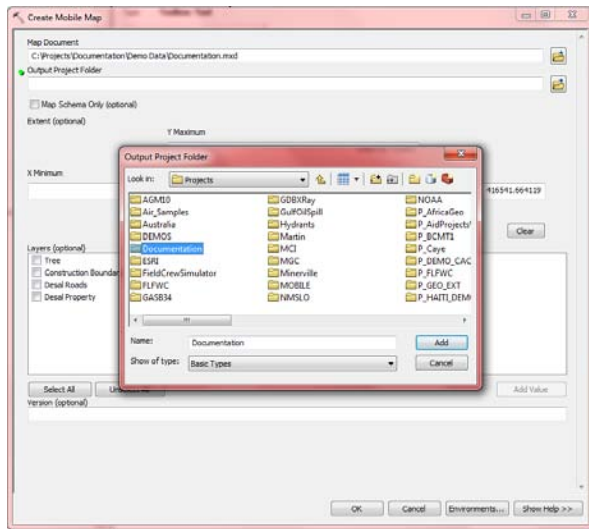 Create Mobile Map
Map Document
C:\Projects\Documentation\Demo Data\Documentation.mxd
Output Project Folder
Map Schema Only (optional)
Extent (optional)
Y Maximum
Output Project Folder
X Minimum
Look in: Projects
416541.664119
AGM10 GDBXRay NOAA
Air_Samples GulfOilSpill P_AfricaGeo
Australia Hydrants P_AidProjects
DEMOS Martin P_BCMT1
Documentation MCI P_Caye
ESRI MGC P_DEMO_CAC
FieldCrewSimulator Minerville P_FLFWC
FLFWC MOBILE P_GEO_EXT
GASB34 NMSLO P_HAITI_DEM
Clear
Layers (optional)
Tree
Construction Boundar
Desal Roads
Desal Property
Name: Documentation Add
Show of type: Basic Types Cancel
Select All Add Value
Version (optional)
OK Cancel Environments... Show Help >>